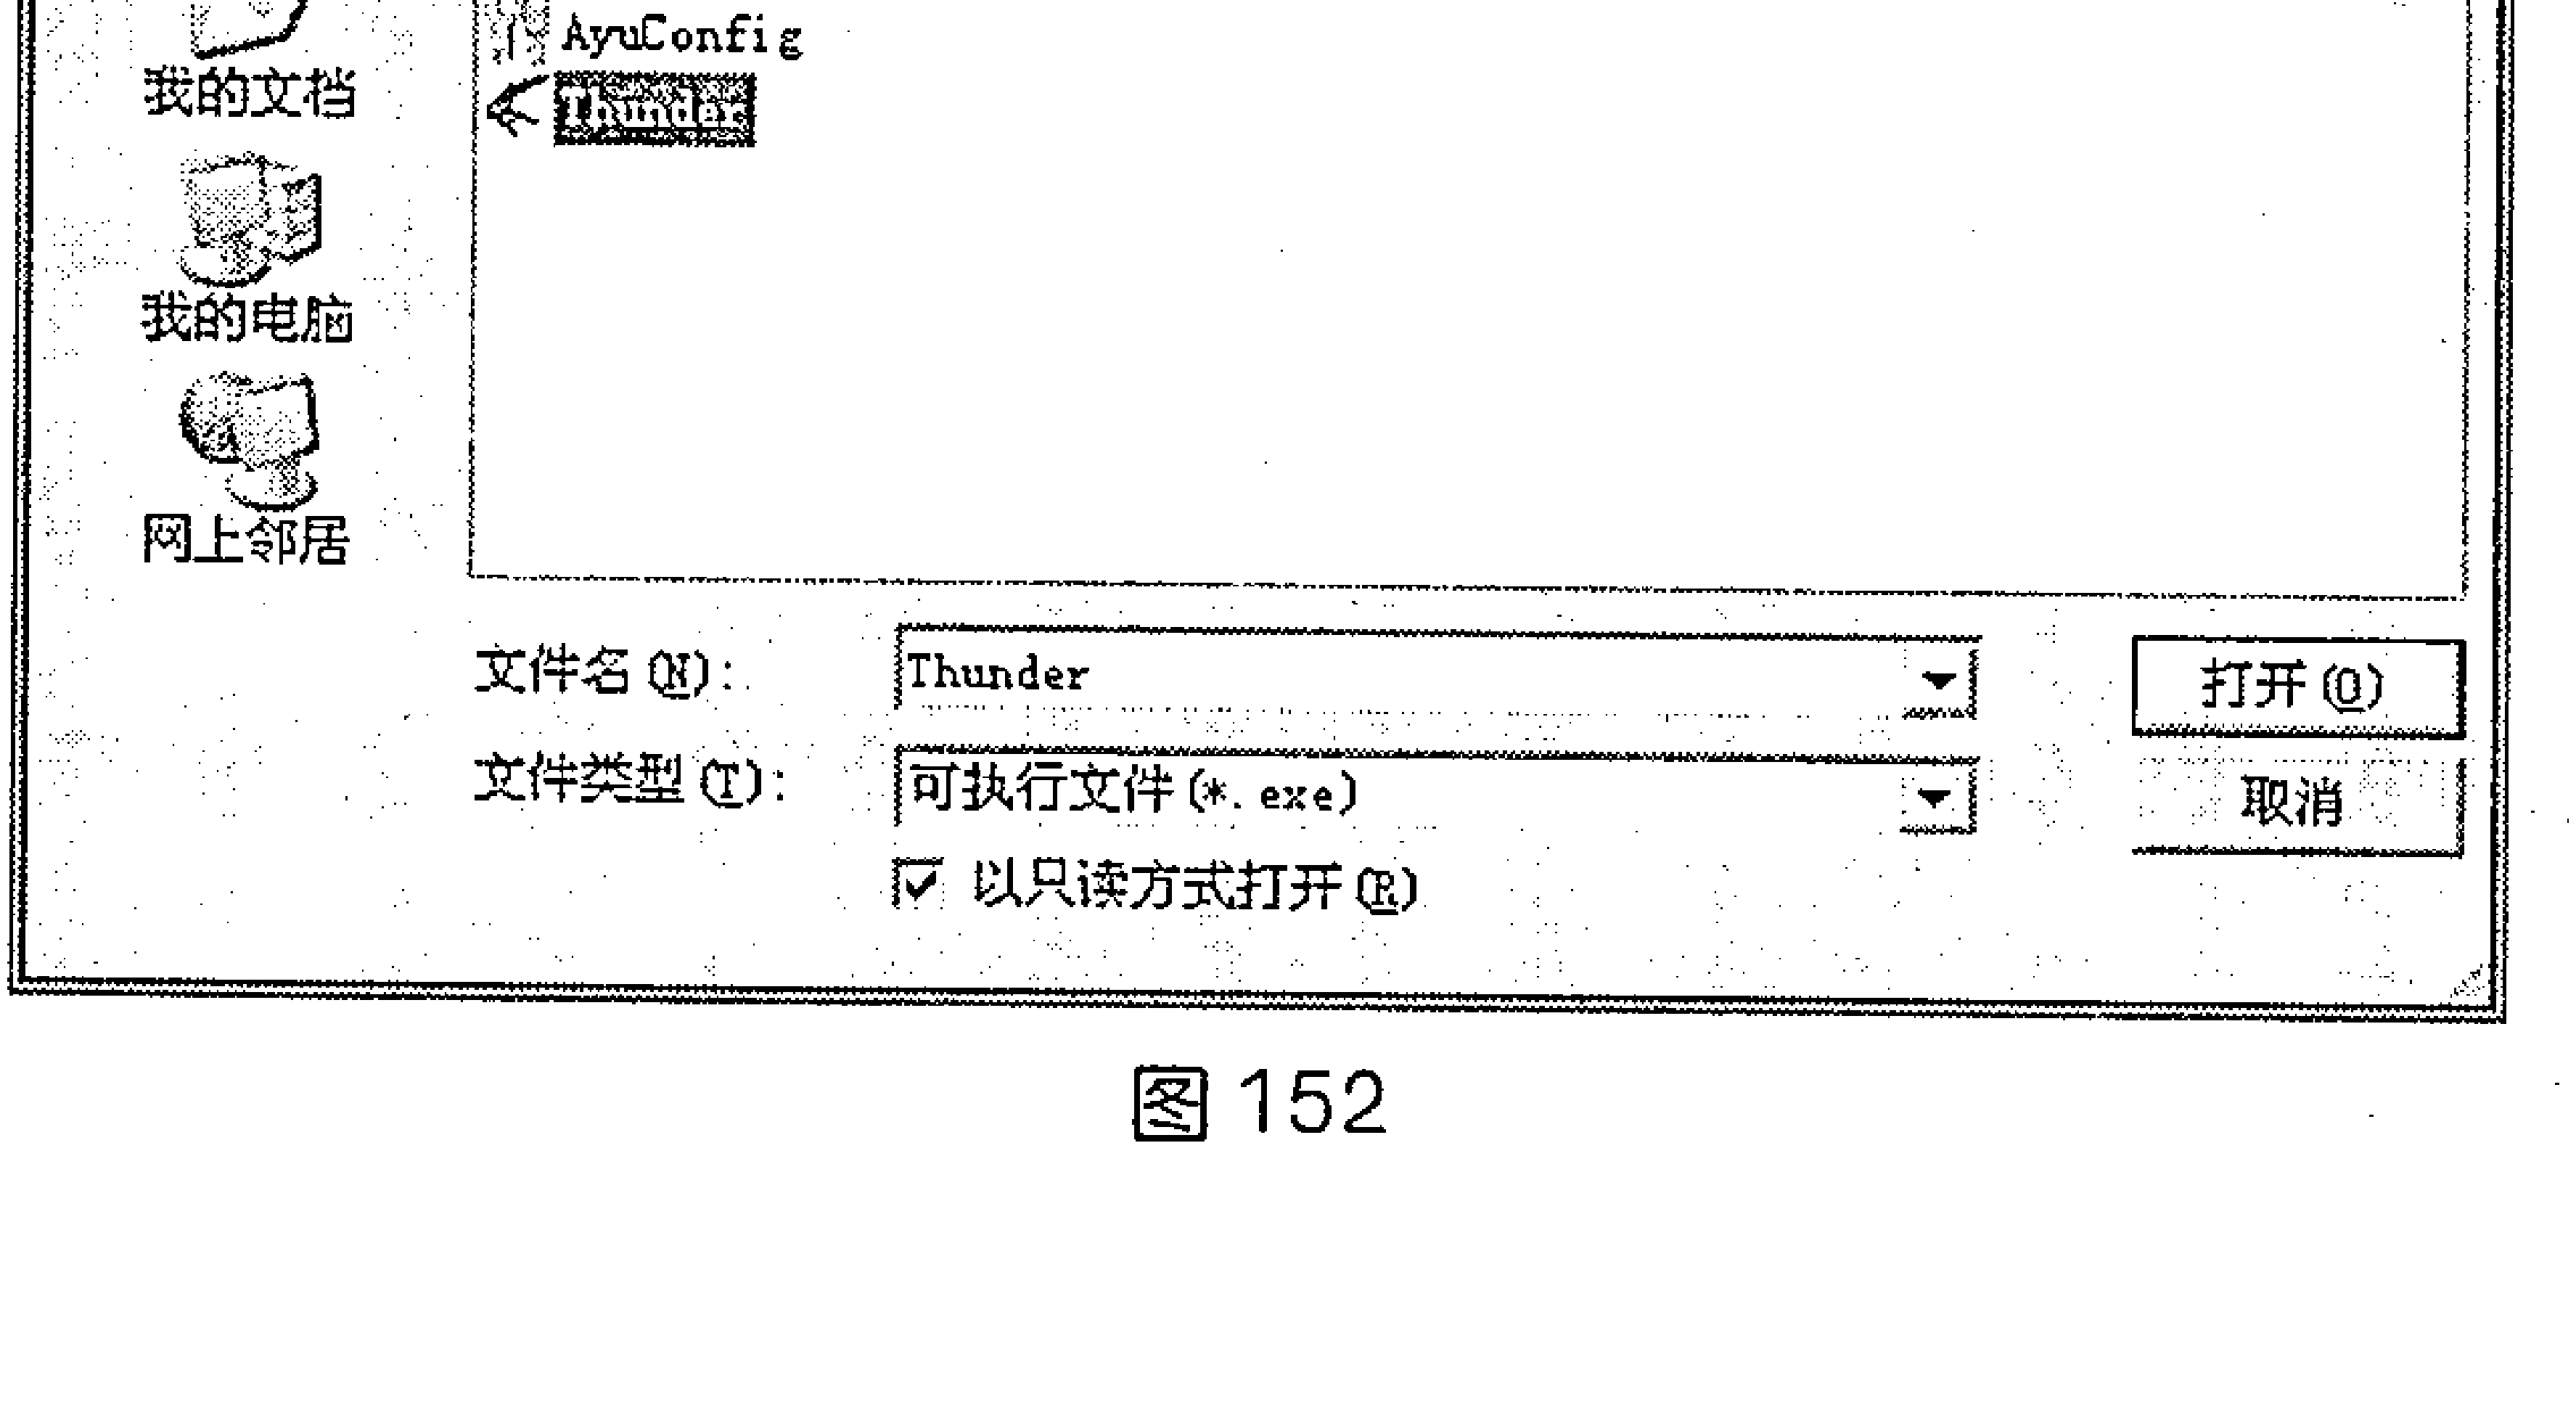 AyuConfig
Thunder
我的文档
我的电脑
网上邻居
文件名(N): Thunder 打开(O)
文件类型(T): 可执行文件(*.exe) 取消
以只读方式打开(R)
图 152